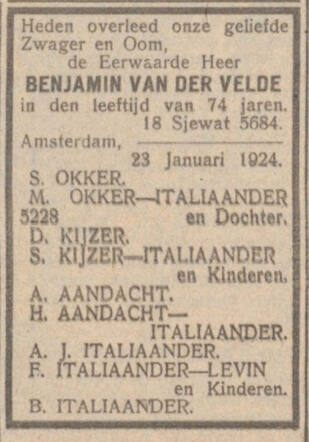 Heden overleed onze geliefde
Zwager en Oom,
de Eerwaarde Heer
BENJAMIN VAN DER VELDE
in den leeftijd van 74 jaren.
18 Sjewat 5684.
Amsterdam,
23 Januari 1924.
S. OKKER.
M. OKKER—ITALIAANDER
5228 en Dochter.
D. KIJZER.
S. KIJZER—ITALIAANDER
en Kinderen.
A. AANDACHT.
H. AANDACHT—
ITALIAANDER.
A. J. ITALIAANDER.
F. ITALIAANDER—LEVIN
en Kinderen.
B. ITALIAANDER.